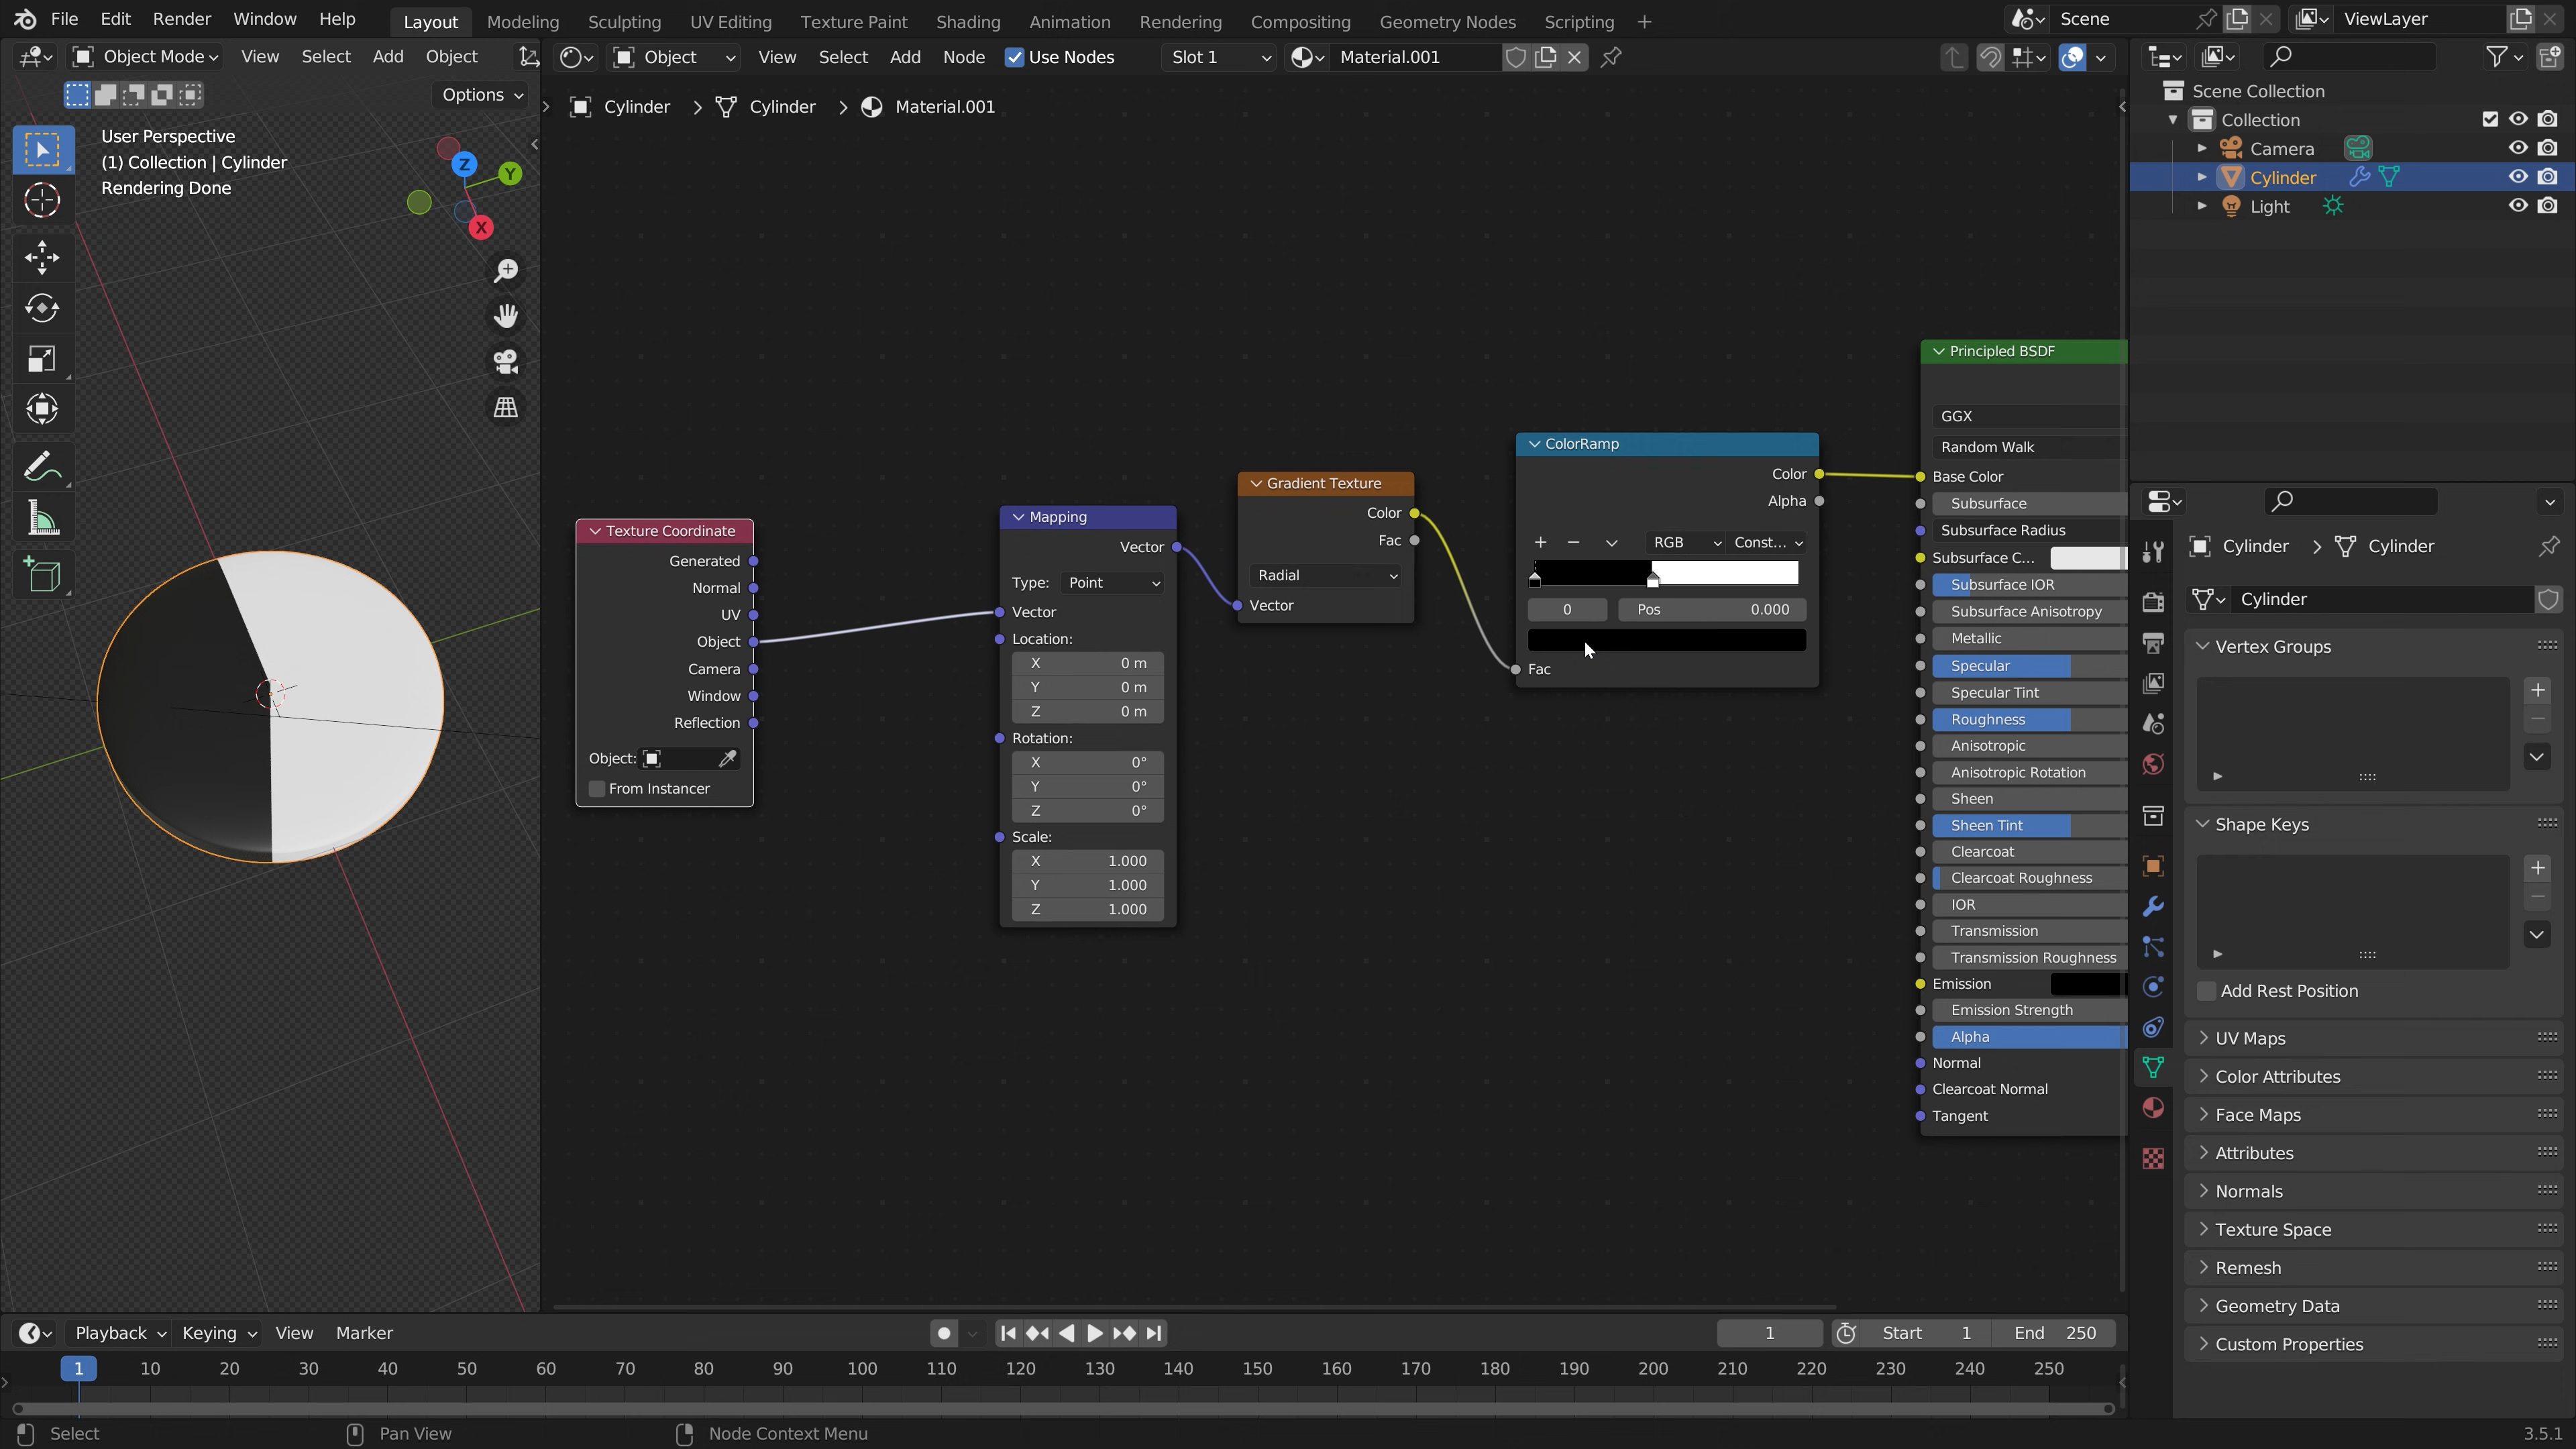 File Edit Render Window Help Layout Modeling Sculpting UV Editing Texture Paint Shading Animation Rendering Compositing Geometry Nodes Scripting + Scene ViewLayer
Object Mode View Select Add Object Object View Select Add Node Use Nodes Slot 1 Material.001
Options
Cylinder > Cylinder > Material.001
User Perspective
(1) Collection | Cylinder
Rendering Done
Z
Y
X
Texture Coordinate
Generated
Normal
UV
Object
Camera
Window
Reflection
Object:
From Instancer
Mapping
Vector
Type: Point
Vector
Location:
X 0 m
Y 0 m
Z 0 m
Rotation:
X 0°
Y 0°
Z 0°
Scale:
X 1.000
Y 1.000
Z 1.000
Gradient Texture
Color
Fac
Radial
Vector
ColorRamp
Color
Alpha
RGB Const...
0 Pos 0.000
Fac
Principled BSDF
GGX
Random Walk
Base Color
Subsurface
Subsurface Radius
Subsurface C...
Subsurface IOR
Subsurface Anisotropy
Metallic
Specular
Specular Tint
Roughness
Anisotropic
Anisotropic Rotation
Sheen
Sheen Tint
Clearcoat
Clearcoat Roughness
IOR
Transmission
Transmission Roughness
Emission
Emission Strength
Alpha
Normal
Clearcoat Normal
Tangent
Scene Collection
Collection
Camera
Cylinder
Light
Cylinder > Cylinder
Cylinder
Vertex Groups
Shape Keys
Add Rest Position
UV Maps
Color Attributes
Face Maps
Attributes
Normals
Texture Space
Remesh
Geometry Data
Custom Properties
Playback Keying View Marker 1 Start 1 End 250
1 10 20 30 40 50 60 70 80 90 100 110 120 130 140 150 160 170 180 190 200 210 220 230 240 250
Select Pan View Node Context Menu 3.5.1